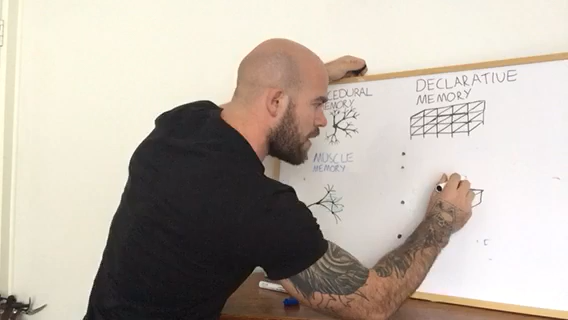 CEDURAL
EMORY
DECLARATIVE
MEMORY
MUSCLE
MEMORY